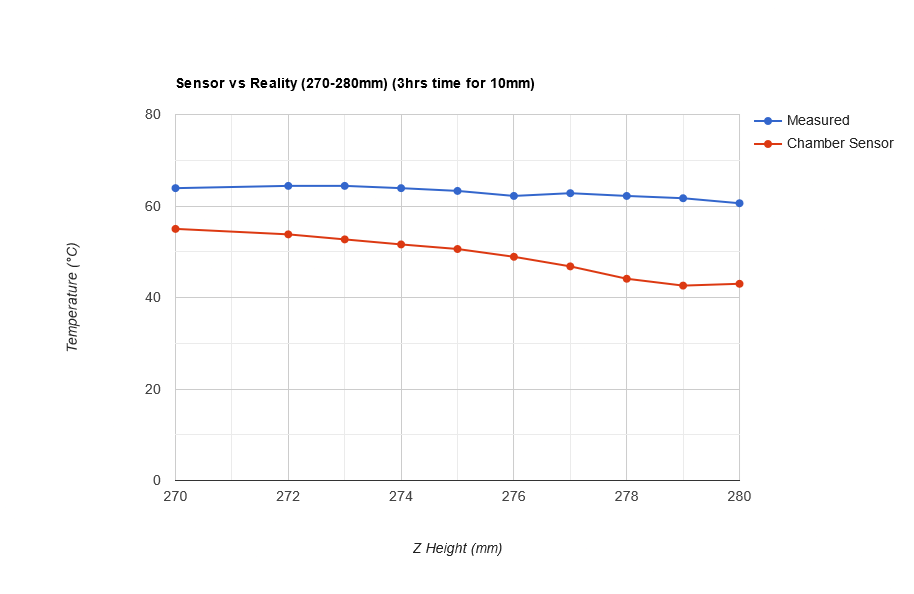 Sensor vs Reality (270-280mm) (3hrs time for 10mm)
Measured
Chamber Sensor
Temperature (°C)
80
60
40
20
0
270 272 274 276 278 280
Z Height (mm)